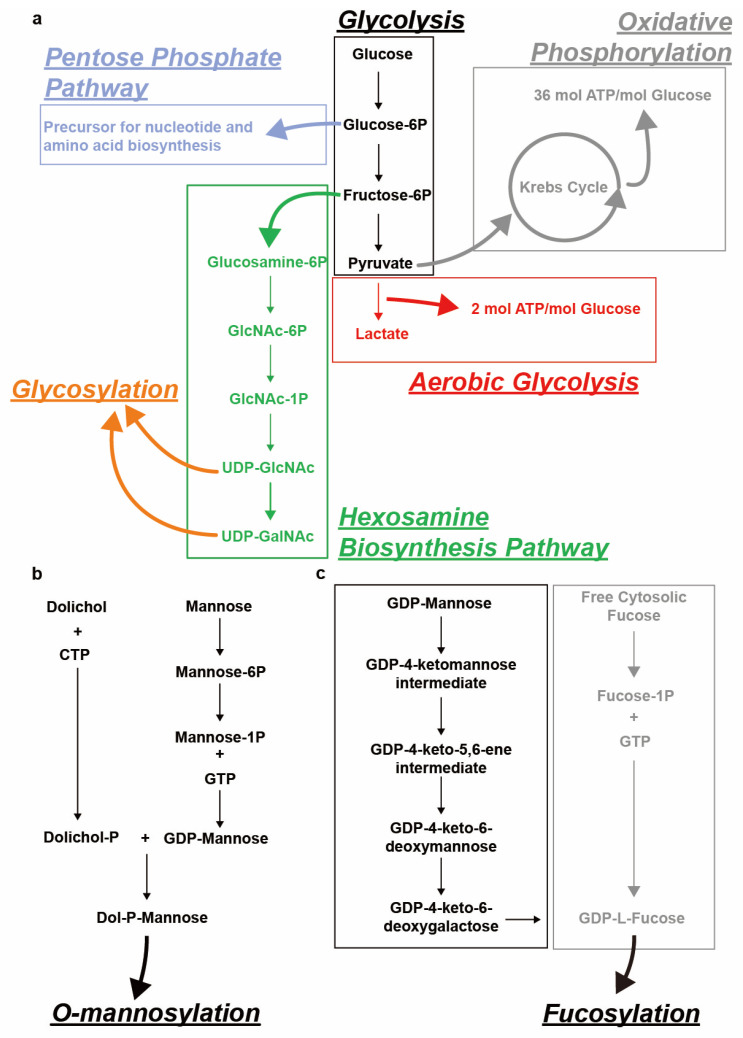 a
Glycolysis
Oxidative
Phosphorylation
Pentose Phosphate
Pathway
Glucose
36 mol ATP/mol Glucose
Precursor for nucleotide and
amino acid biosynthesis
Glucose-6P
Krebs Cycle
Fructose-6P
Pyruvate
Glucosamine-6P
2 mol ATP/mol Glucose
Lactate
GlcNAc-6P
Aerobic Glycolysis
Glycosylation
GlcNAc-1P
UDP-GlcNAc
UDP-GalNAc
Hexosamine
Biosynthesis Pathway
b
Dolichol
+
CTP
Mannose
Mannose-6P
Mannose-1P
+
GTP
Dolichol-P + GDP-Mannose
Dol-P-Mannose
O-mannosylation
c
GDP-Mannose
GDP-4-ketomannose
intermediate
GDP-4-keto-5,6-ene
intermediate
GDP-4-keto-6-
deoxymannose
GDP-4-keto-6-
deoxygalactose
Free Cytosolic
Fucose
Fucose-1P
+
GTP
GDP-L-Fucose
Fucosylation